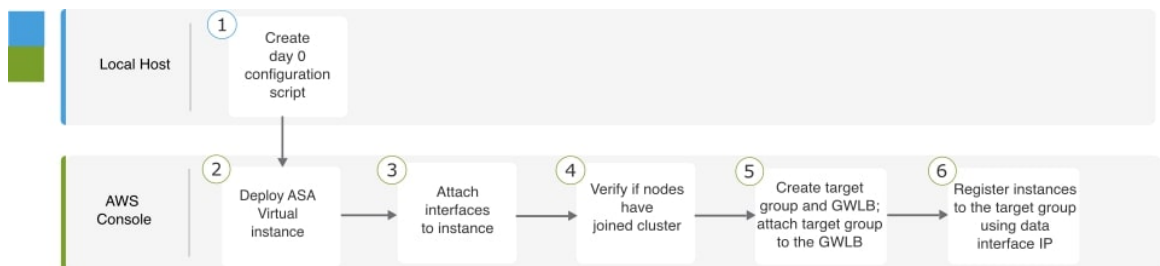 1
Local Host
Create
day 0
configuration
script
AWS
Console
2
Deploy ASA
Virtual
instance
3
Attach
interfaces
to instance
4
Verify if nodes
have
joined cluster
5
Create target
group and GWLB;
attach target group
to the GWLB
6
Register instances
to the target group
using data
interface IP